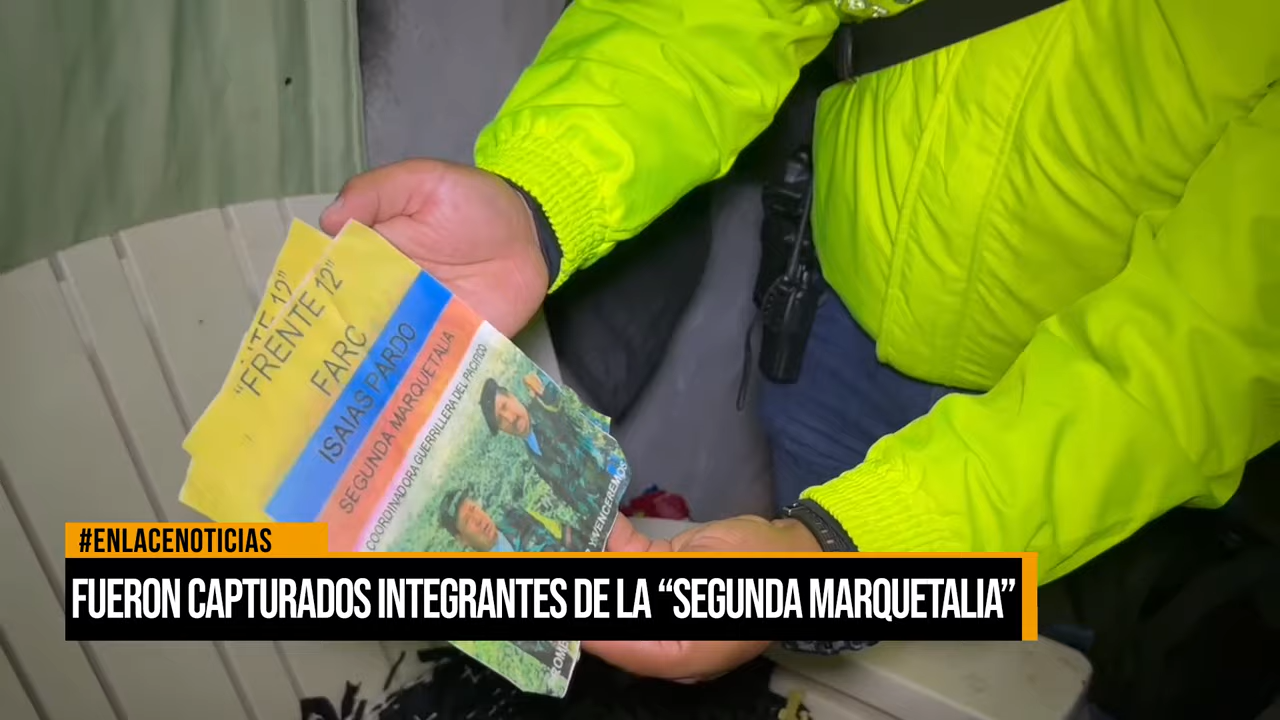 "FRENTE 12"
FARC
ISAIAS PARDO
SEGUNDA MARQUETALIA
COORDINADORA GUERRILLERA DEL PACIFICO
VENCEREMOS
#ENLACENOTICIAS
FUERON CAPTURADOS INTEGRANTES DE LA “SEGUNDA MARQUETALIA”